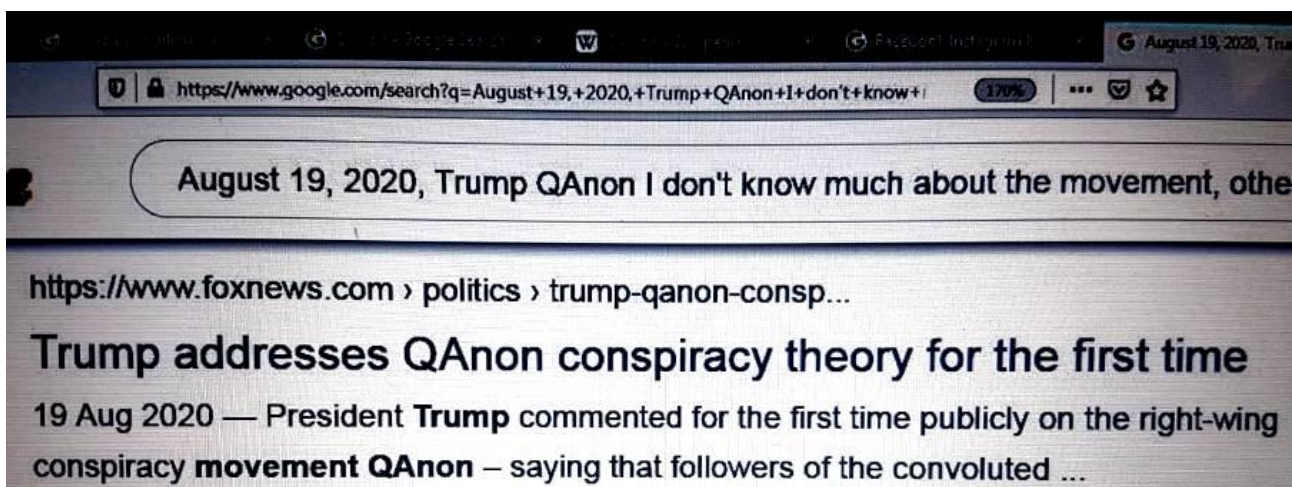 W
G August 19, 2020, Tru
https://www.google.com/search?q=August+19,+2020,+Trump+QAnon+I+don't+know+
170%
August 19, 2020, Trump QAnon I don't know much about the movement, othe
https://www.foxnews.com › politics › trump-qanon-consp...
Trump addresses QAnon conspiracy theory for the first time
19 Aug 2020 — President Trump commented for the first time publicly on the right-wing
conspiracy movement QAnon – saying that followers of the convoluted ...